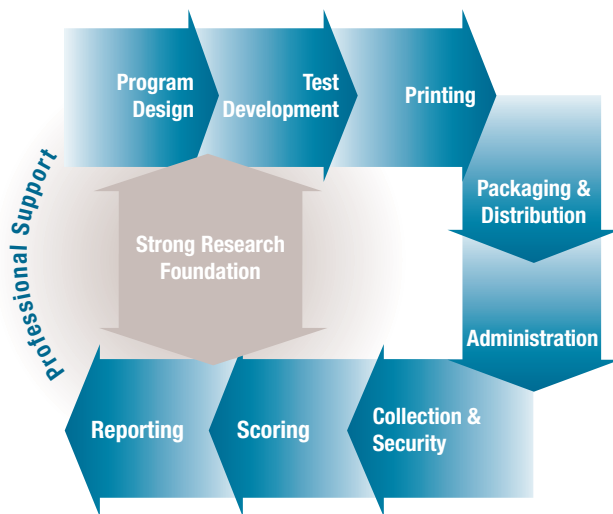 Program
Design
Test
Development
Printing
Packaging &
Distribution
Administration
Collection &
Security
Scoring
Reporting
Professional Support
Strong Research
Foundation